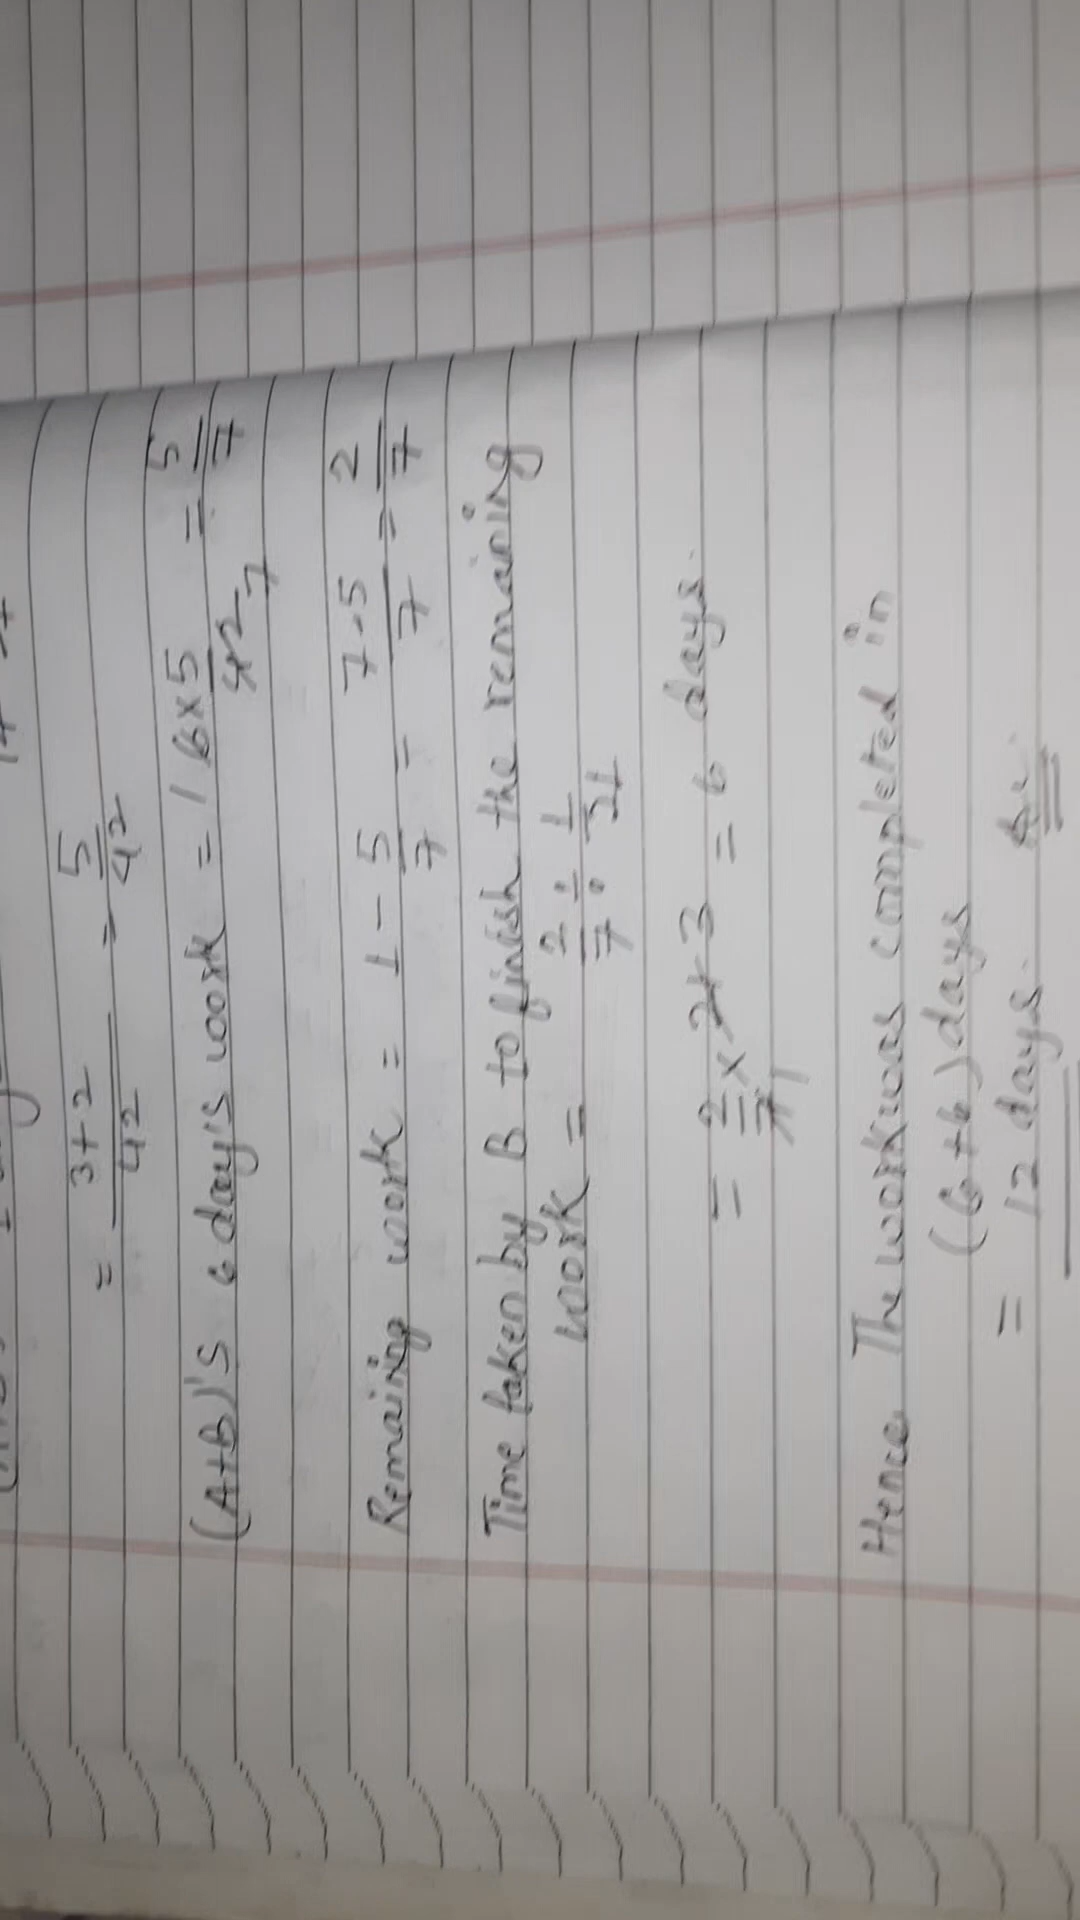 = 3+2/42 = 5/42
(A+B)'S 6 day's work = 1 6×5/42 7 = 5/7
Remaining work = 1 - 5/7 = 7-5/7 = 2/7
Time taken by B to finish the remaining
work = 2/7 ÷ 1/21
= 2/7 1 × 21 3 = 6 days.
Hence The work was completed in
(6+6) days
= 12 days.